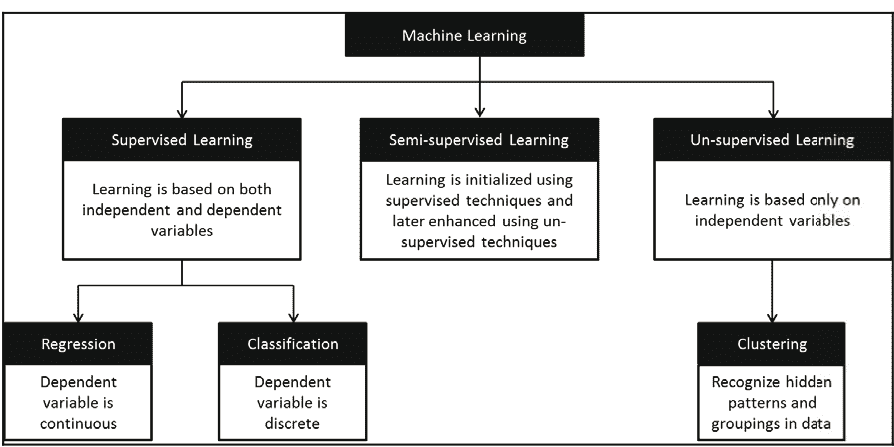 Machine Learning
Supervised Learning
Learning is based on both
independent and dependent
variables
Semi-supervised Learning
Learning is initialized using
supervised techniques and
later enhanced using un-
supervised techniques
Un-supervised Learning
Learning is based only on
independent variables
Regression
Dependent
variable is
continuous
Classification
Dependent
variable is
discrete
Clustering
Recognize hidden
patterns and
groupings in data